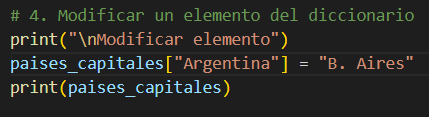 # 4. Modificar un elemento del diccionario
print("\nModificar elemento")
paises_capitales["Argentina"] = "B. Aires"
print(paises_capitales)